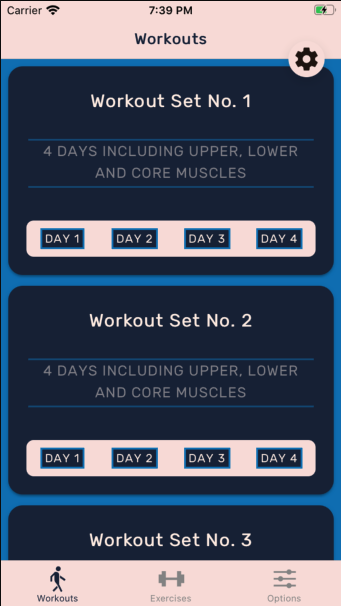 Carrier 7:39 PM
Workouts
Workout Set No. 1
4 DAYS INCLUDING UPPER, LOWER
AND CORE MUSCLES
DAY 1 DAY 2 DAY 3 DAY 4
Workout Set No. 2
4 DAYS INCLUDING UPPER, LOWER
AND CORE MUSCLES
DAY 1 DAY 2 DAY 3 DAY 4
Workout Set No. 3
Workouts Exercises Options